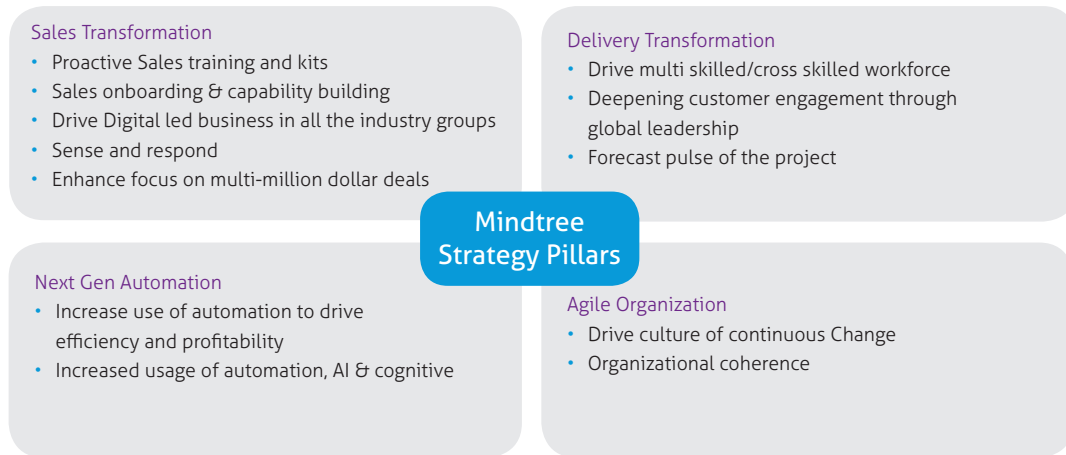 Sales Transformation
• Proactive Sales training and kits
• Sales onboarding & capability building
• Drive Digital led business in all the industry groups
• Sense and respond
• Enhance focus on multi-million dollar deals
Delivery Transformation
• Drive multi skilled/cross skilled workforce
• Deepening customer engagement through
global leadership
• Forecast pulse of the project
Mindtree
Strategy Pillars
Next Gen Automation
• Increase use of automation to drive
efficiency and profitability
• Increased usage of automation, AI & cognitive
Agile Organization
• Drive culture of continuous Change
• Organizational coherence